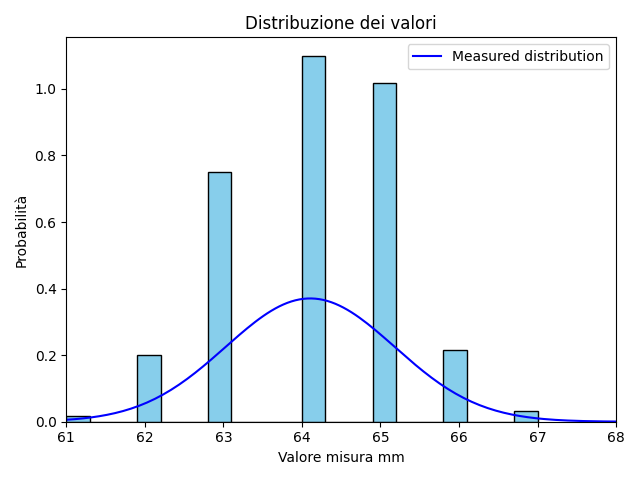 Distribuzione dei valori
Measured distribution
Probabilità
1.0
0.8
0.6
0.4
0.2
0.0
61 62 63 64 65 66 67 68
Valore misura mm